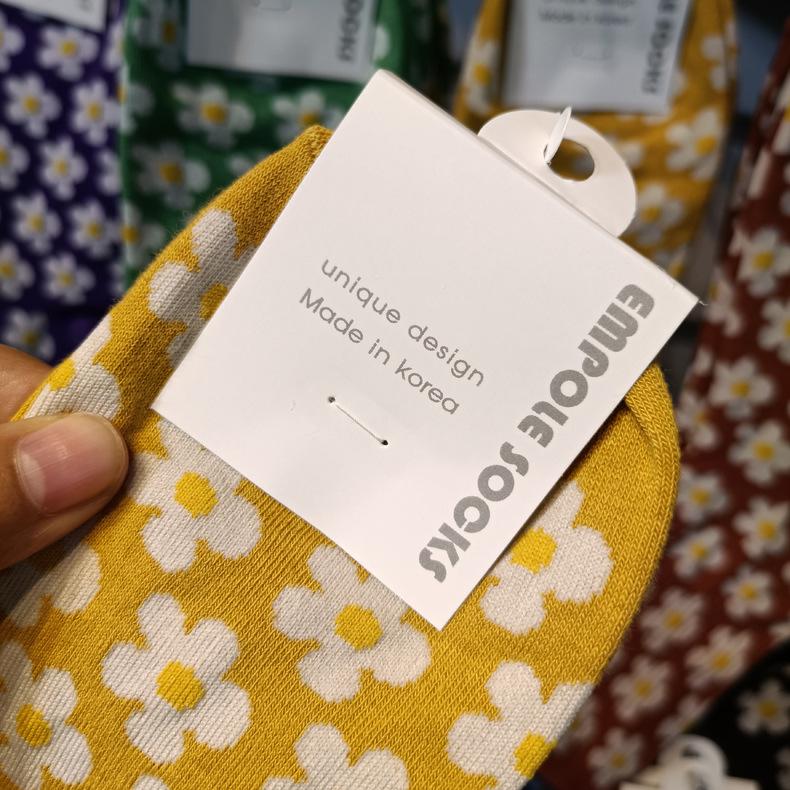 unique design
Made in korea
EMPOLE SOCKS